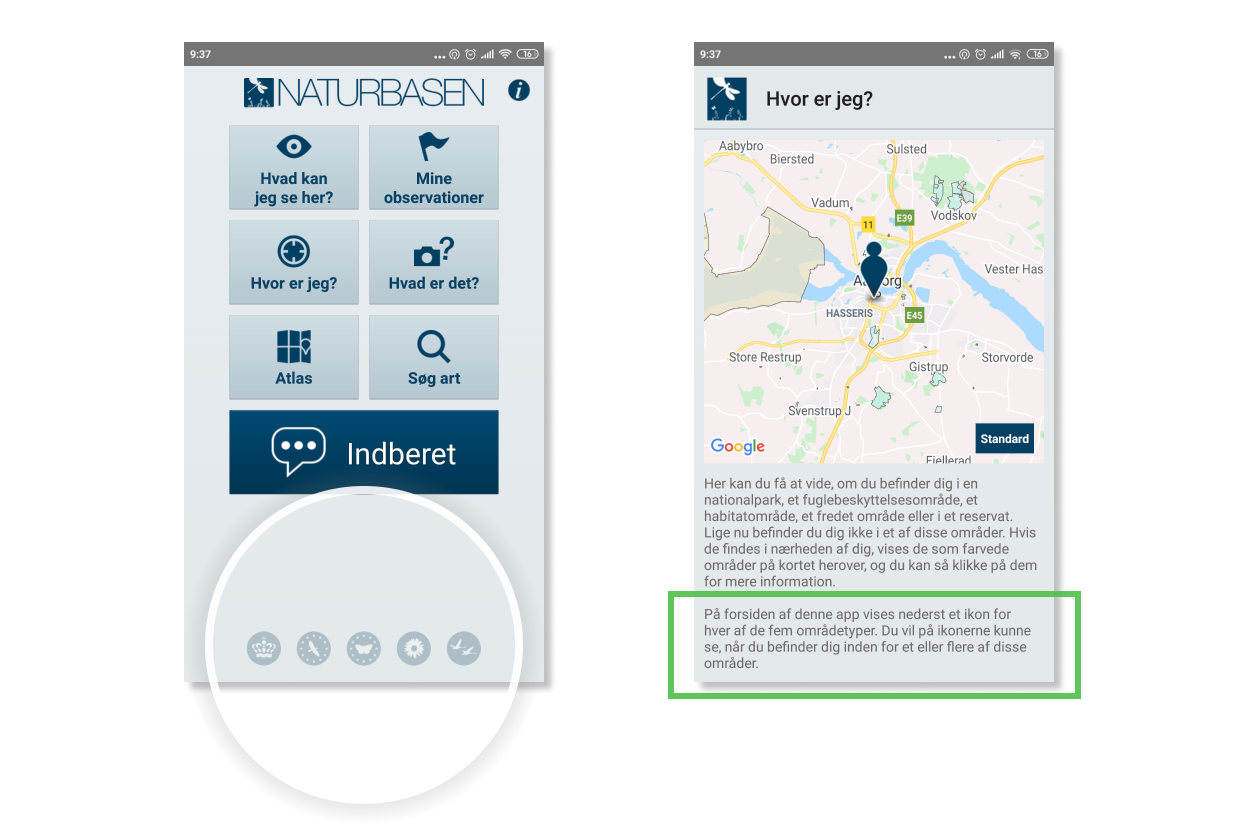 9:37
16
NATURBASEN
i
Hvad kan
jeg se her?
Mine
observationer
Hvor er jeg?
?
Hvad er det?
Atlas
Søg art
Indberet
9:37
16
Hvor er jeg?
Aabybro
Biersted
Sulsted
Vadum
11
E39
Vodskov
Vester Has
HASSERIS
E45
Store Restrup
Gistrup
Storvorde
Svenstrup J
Google
Standard
Fjellerad
Her kan du få at vide, om du befinder dig i en
nationalpark, et fuglebeskyttelsesområde, et
habitatområde, et fredet område eller i et reservat.
Lige nu befinder du dig ikke i et af disse områder. Hvis
de findes i nærheden af dig, vises de som farvede
områder på kortet herover, og du kan så klikke på dem
for mere information.
På forsiden af denne app vises nederst et ikon for
hver af de fem områdetyper. Du vil på ikonerne kunne
se, når du befinder dig inden for et eller flere af disse
områder.